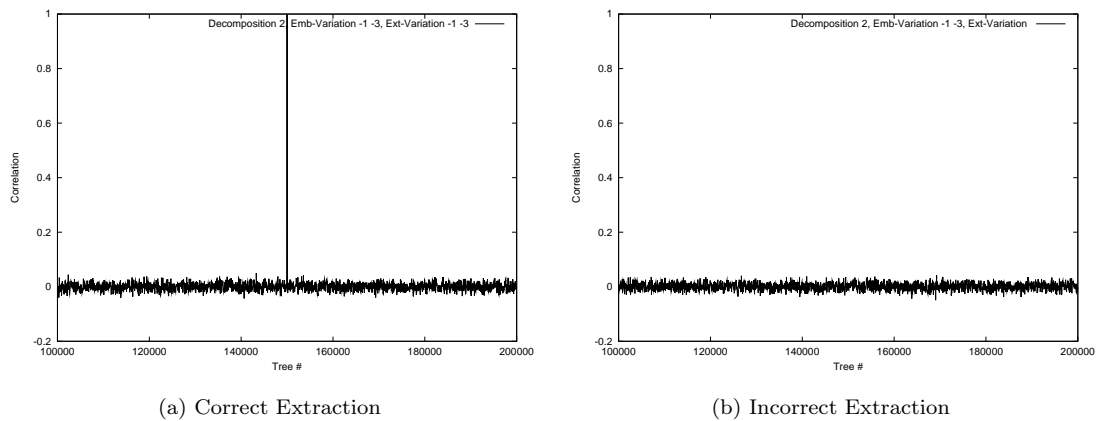 Decomposition 2, Emb-Variation -1 -3, Ext-Variation -1 -3
1
0.8
0.6
0.4
0.2
0
-0.2
Correlation
100000 120000 140000 160000 180000 200000
Tree #
(a) Correct Extraction
Decomposition 2, Emb-Variation -1 -3, Ext-Variation
1
0.8
0.6
0.4
0.2
0
-0.2
Correlation
100000 120000 140000 160000 180000 200000
Tree #
(b) Incorrect Extraction